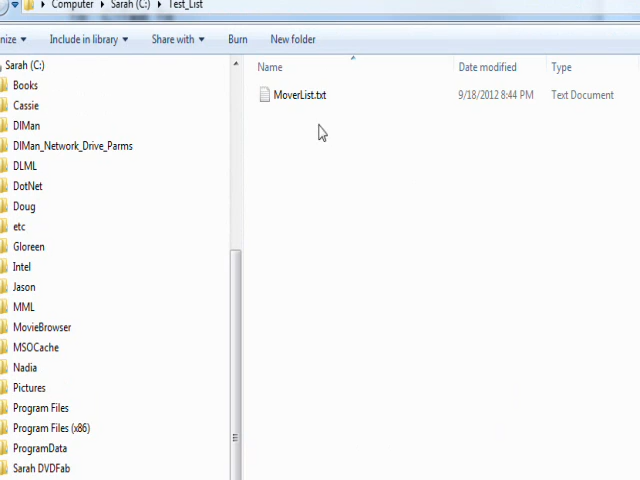 Computer Sarah (C:) Test_List
nize Include in library Share with Burn New folder
Sarah (C:)
Books
Cassie
DIMan
DIMan_Network_Drive_Parms
DLML
DotNet
Doug
etc
Gloreen
Intel
Jason
MML
MovieBrowser
MSOCache
Nadia
Pictures
Program Files
Program Files (x86)
ProgramData
Sarah DVDFab
Name Date modified Type
MoverList.txt 9/18/2012 8:44 PM Text Document